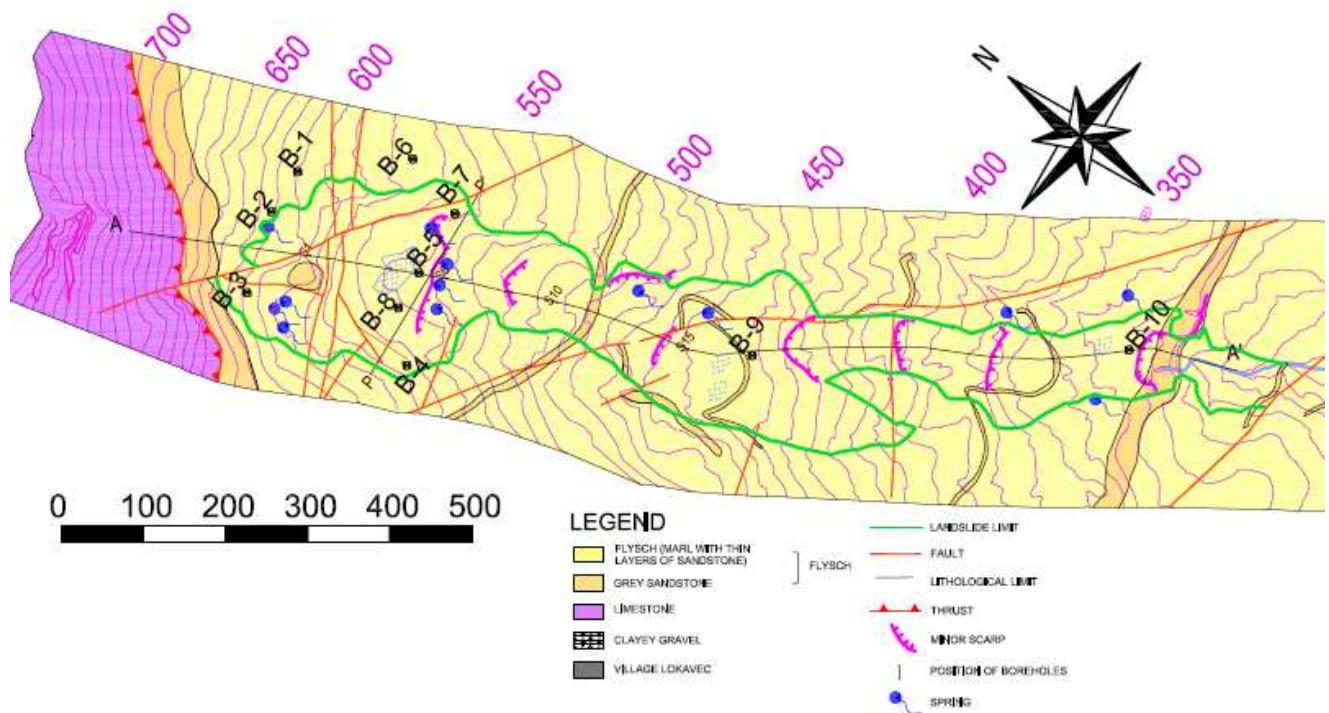 700
650
600
550
500
450
400
350
N
B-1
B-6
B-7
P
B-2
A
B-5
B-3
B-8
S10
B-4
P
S15
B-9
B-10
A'
0 100 200 300 400 500
LEGEND
FLYSCH (MARL WITH THIN
LAYERS OF SANDSTONE)
FLYSCH
GREY SANDSTONE
LIMESTONE
CLAYEY GRAVEL
VILLAGE LOKAVEC
LANDSLIDE LIMIT
FAULT
LITHOLOGICAL LIMIT
THRUST
MINOR SCARP
POSITION OF BOREHOLES
SPRING